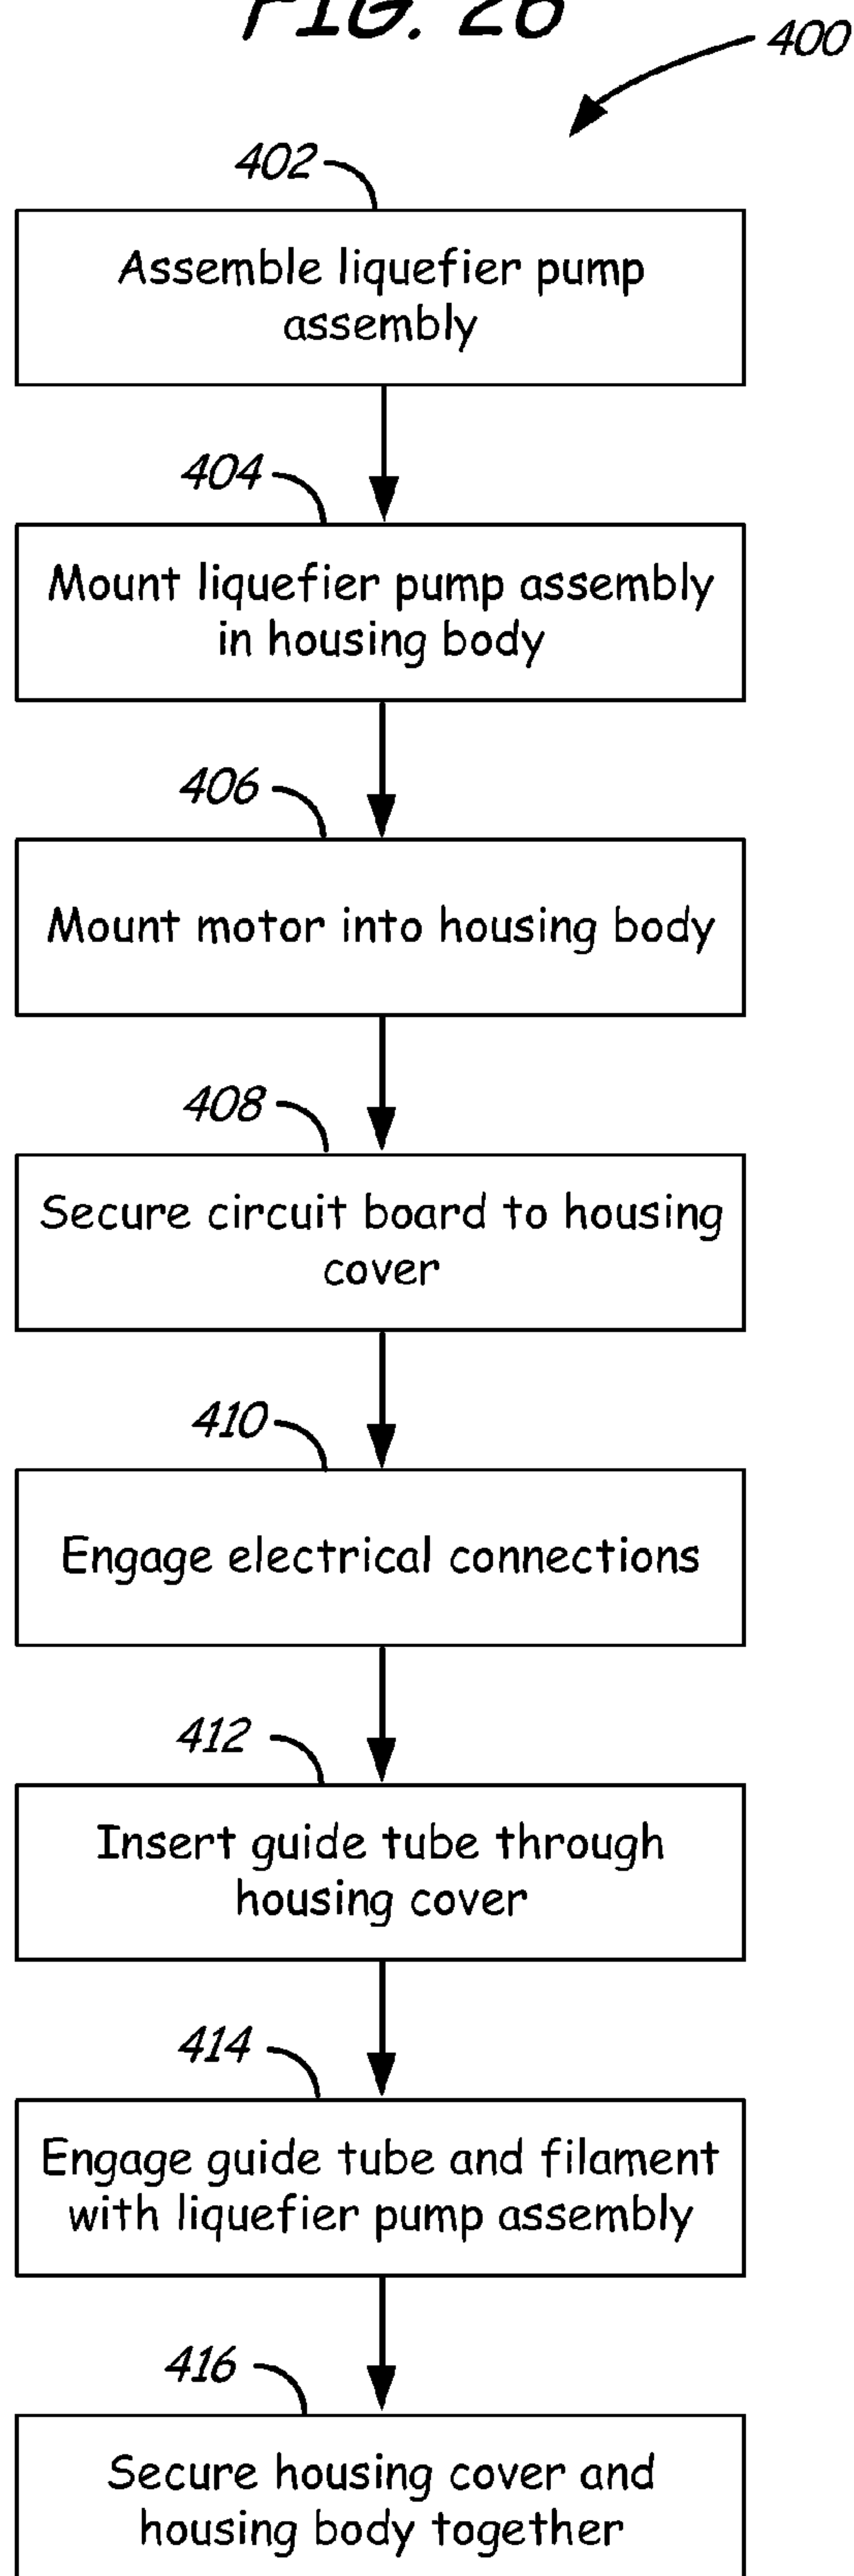 FIG. 26
400
402
Assemble liquefier pump
assembly
404
Mount liquefier pump assembly
in housing body
406
Mount motor into housing body
408
Secure circuit board to housing
cover
410
Engage electrical connections
412
Insert guide tube through
housing cover
414
Engage guide tube and filament
with liquefier pump assembly
416
Secure housing cover and
housing body together